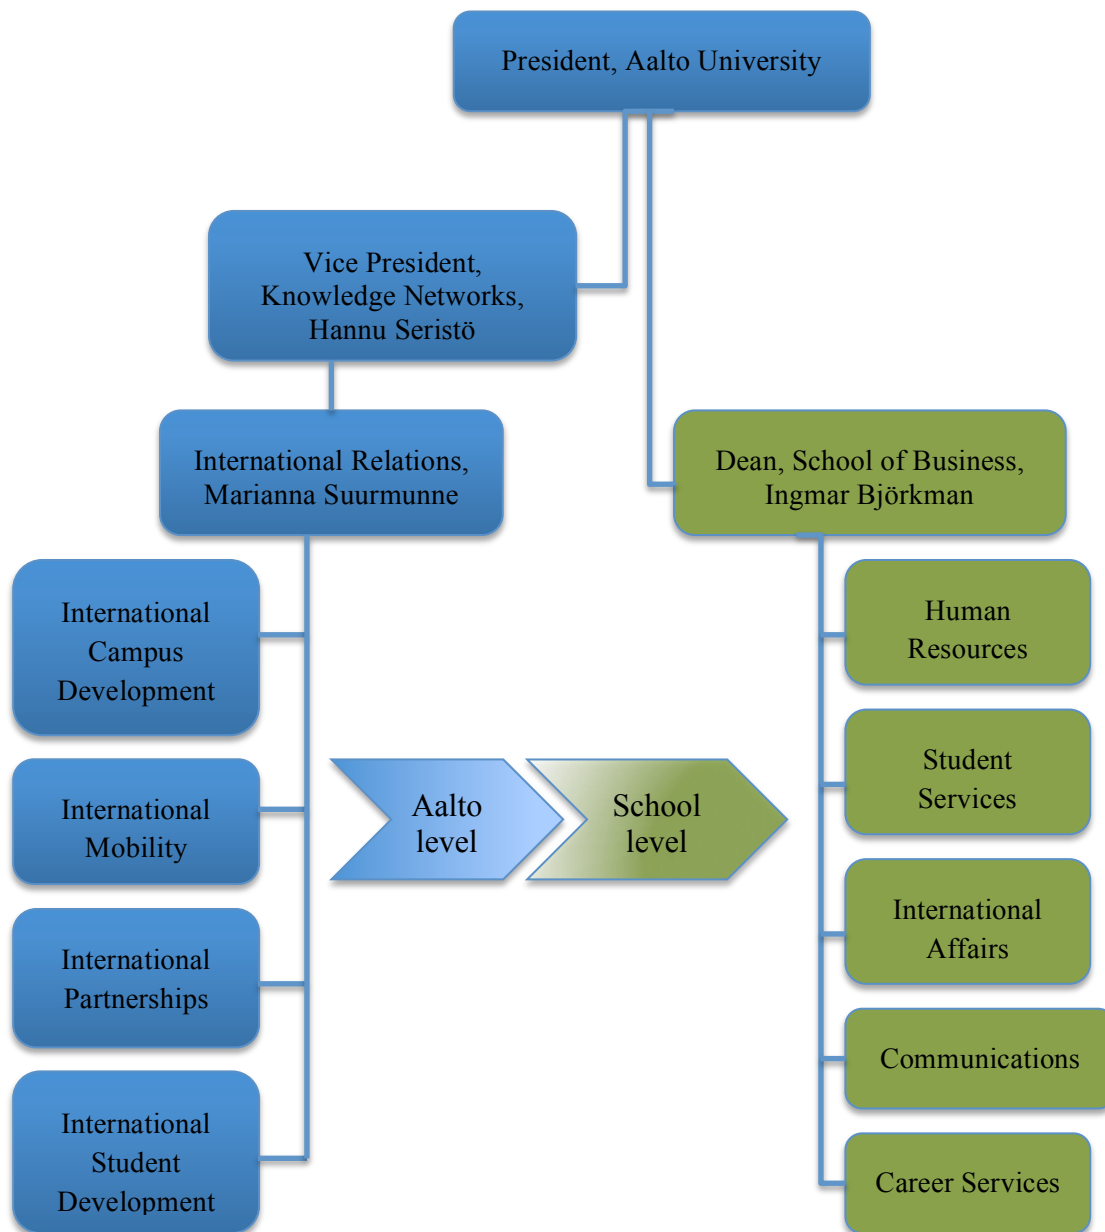 President, Aalto University
Vice President,
Knowledge Networks,
Hannu Seristö
International Relations,
Marianna Suurmunne
Dean, School of Business,
Ingmar Björkman
International
Campus
Development
International
Mobility
International
Partnerships
International
Student
Development
Aalto
level
School
level
Human
Resources
Student
Services
International
Affairs
Communications
Career Services